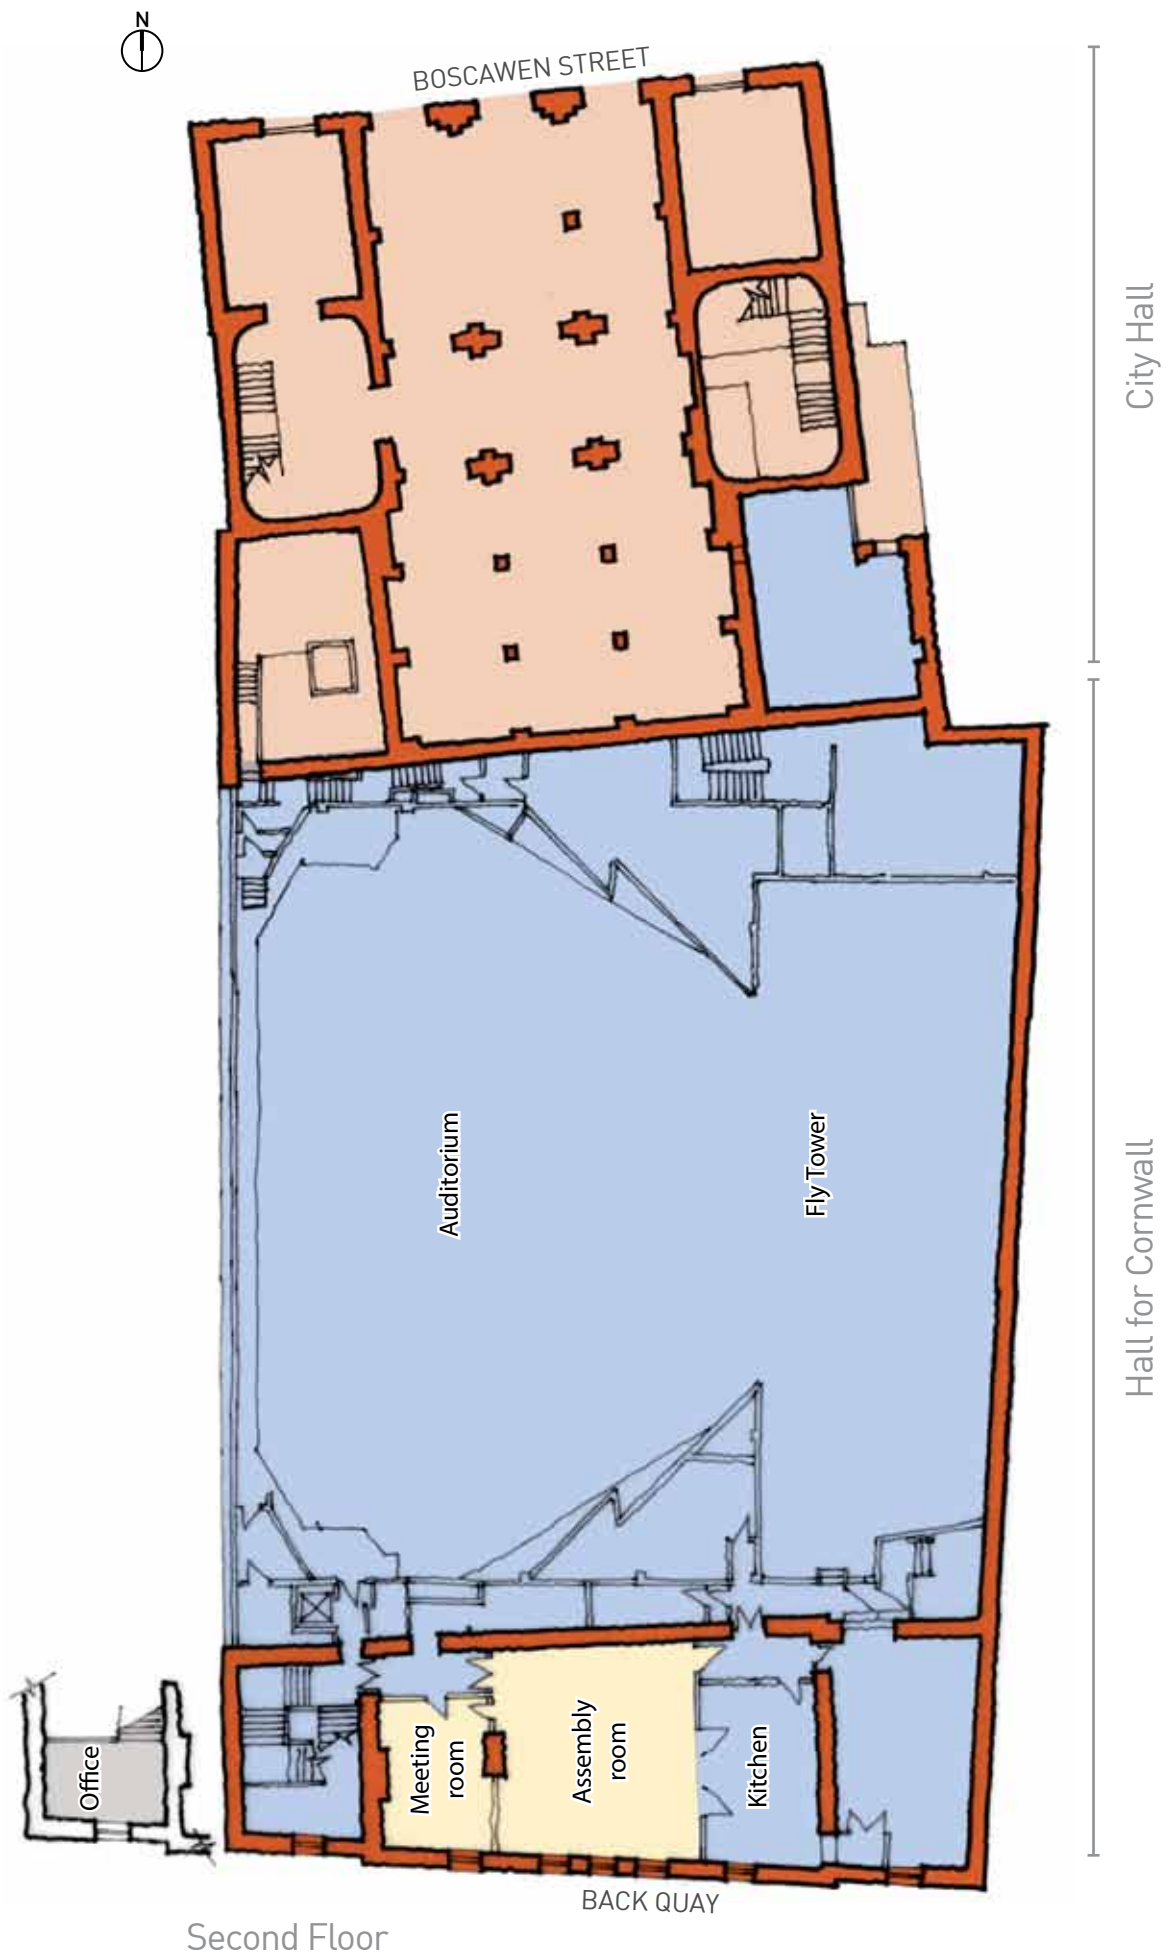 N
BOSCAWEN STREET
City Hall
Auditorium
Fly Tower
Hall for Cornwall
Office
Meeting
room
Assembly
room
Kitchen
BACK QUAY
Second Floor